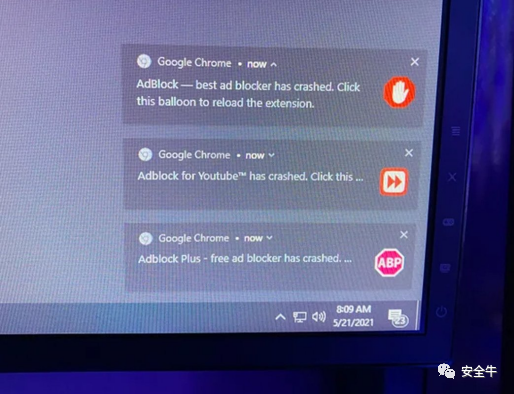 Google Chrome • now
AdBlock — best ad blocker has crashed. Click
this balloon to reload the extension.
Google Chrome • now
Adblock for Youtube™ has crashed. Click this ...
Google Chrome • now
Adblock Plus - free ad blocker has crashed. ...
ABP
8:09 AM
5/21/2021
23
安全牛